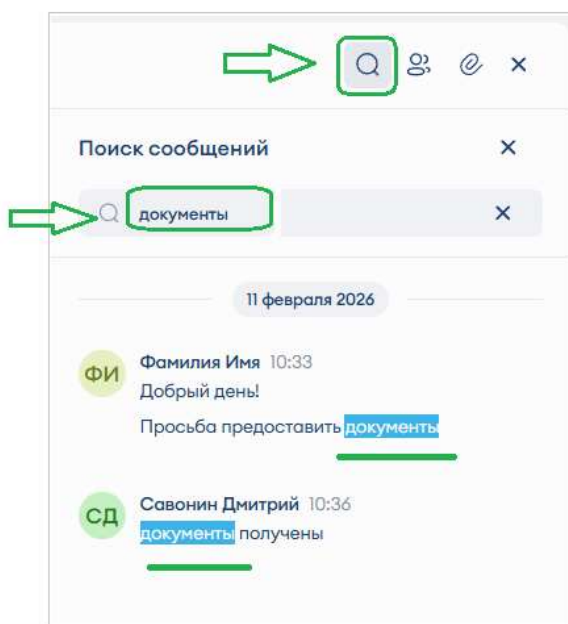 Поиск сообщений
документы
11 февраля 2026
ФИ
Фамилия Имя 10:33
Добрый день!
Просьба предоставить документы
СД
Савонин Дмитрий 10:36
документы получены